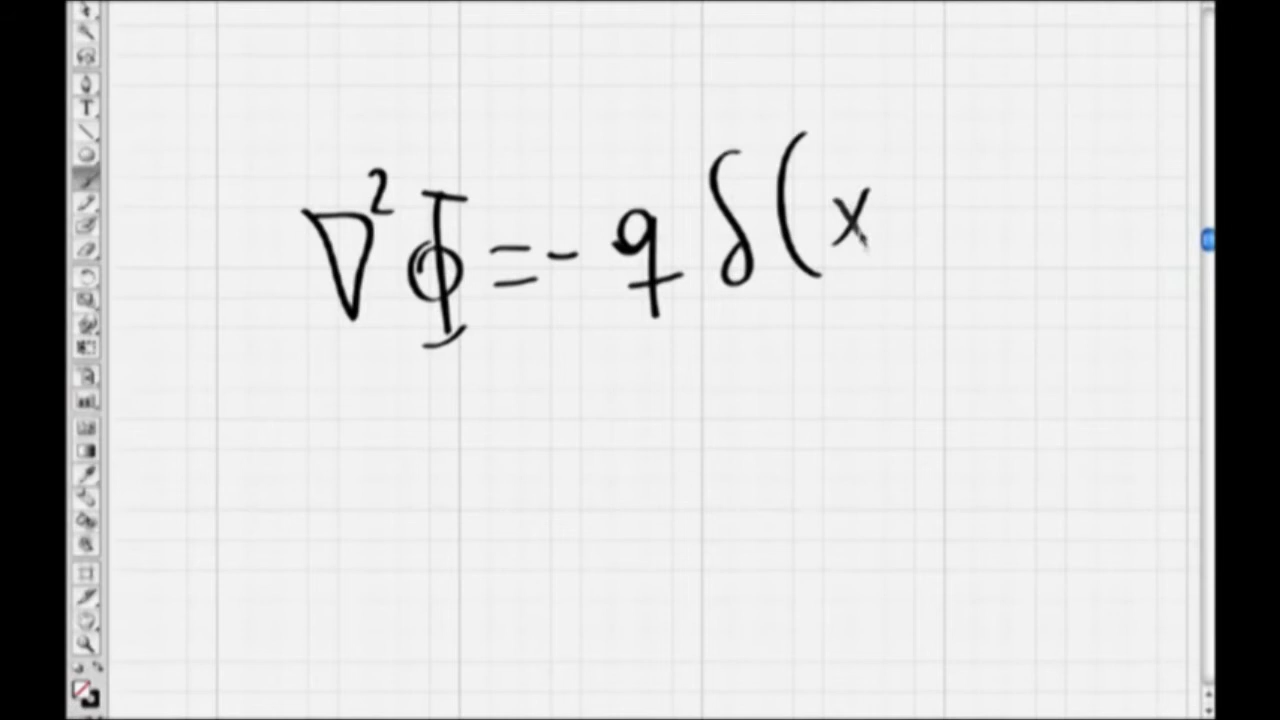 ∇²Φ = - q δ(x